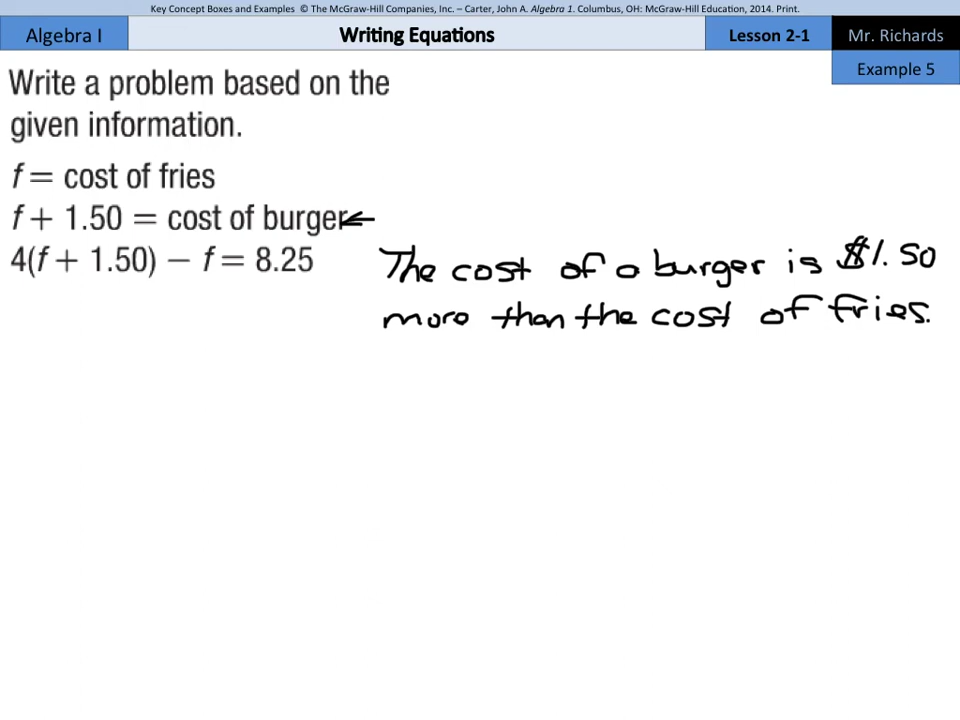 Key Concept Boxes and Examples © The McGraw-Hill Companies, Inc. – Carter, John A. Algebra 1. Columbus, OH: McGraw-Hill Education, 2014. Print.
Algebra I
Writing Equations
Lesson 2-1
Mr. Richards
Example 5
Write a problem based on the
given information.
f = cost of fries
f + 1.50 = cost of burger
4(f + 1.50) − f = 8.25
The cost of a burger is $1.50
more than the cost of fries.